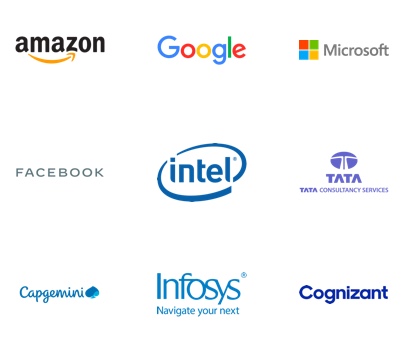 amazon
Google
Microsoft
FACEBOOK
intel®
TATA
TATA CONSULTANCY SERVICES
Capgemini
Infosys®
Navigate your next
Cognizant